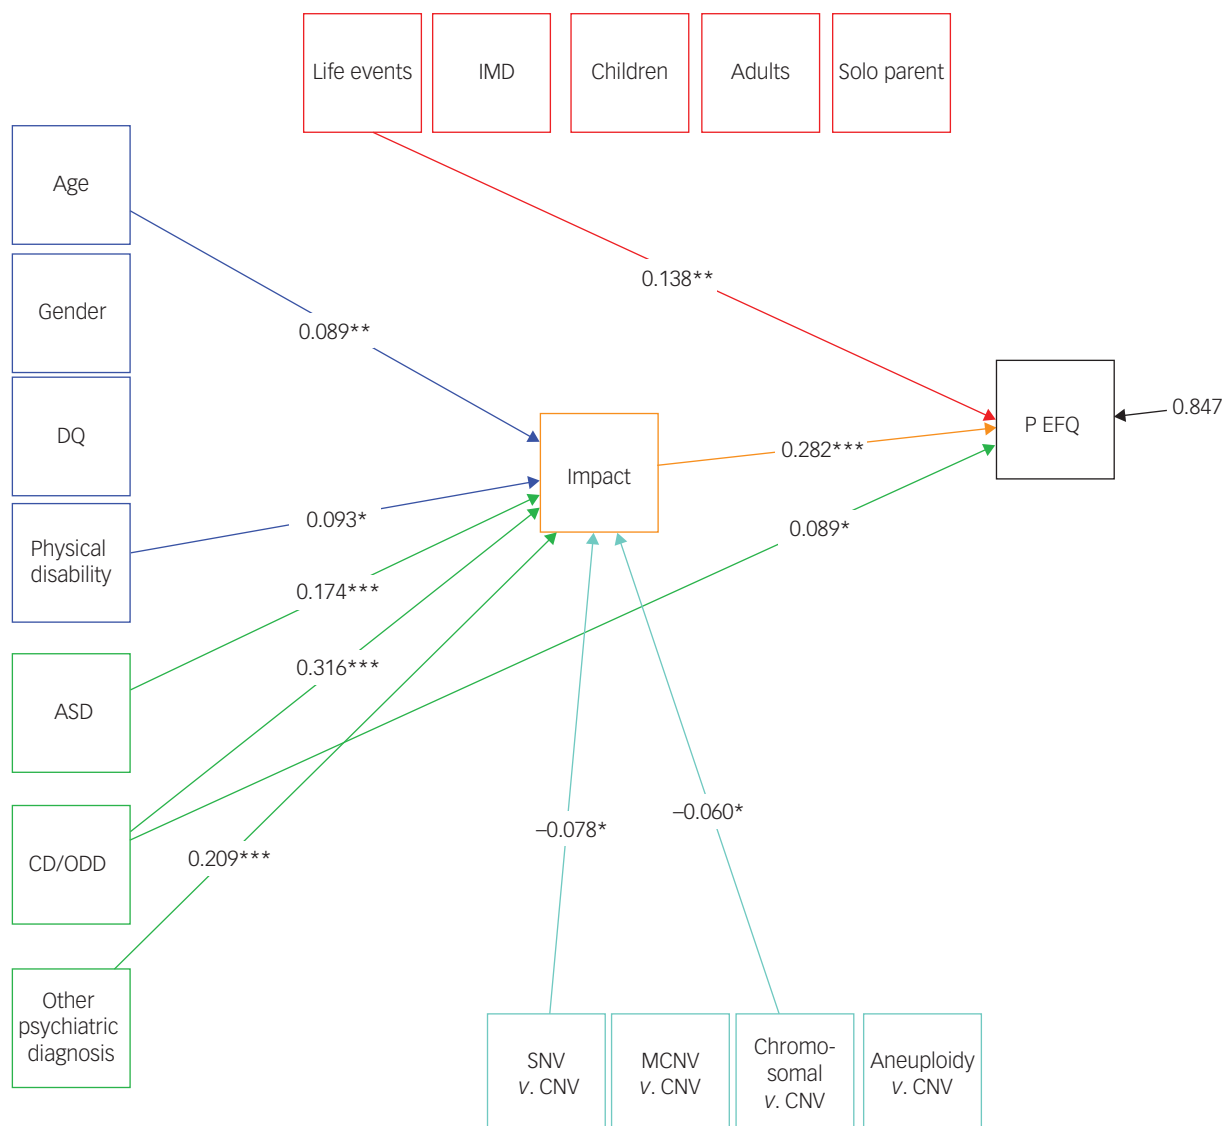 Life events
IMD
Children
Adults
Solo parent
Age
Gender
DQ
Physical
disability
ASD
CD/ODD
Other
psychiatric
diagnosis
0.138**
0.089**
P EFQ
0.847
Impact
0.282***
0.093*
0.089*
0.174***
0.316***
0.209***
–0.078*
–0.060*
SNV
v. CNV
MCNV
v. CNV
Chromo-
somal
v. CNV
Aneuploidy
v. CNV